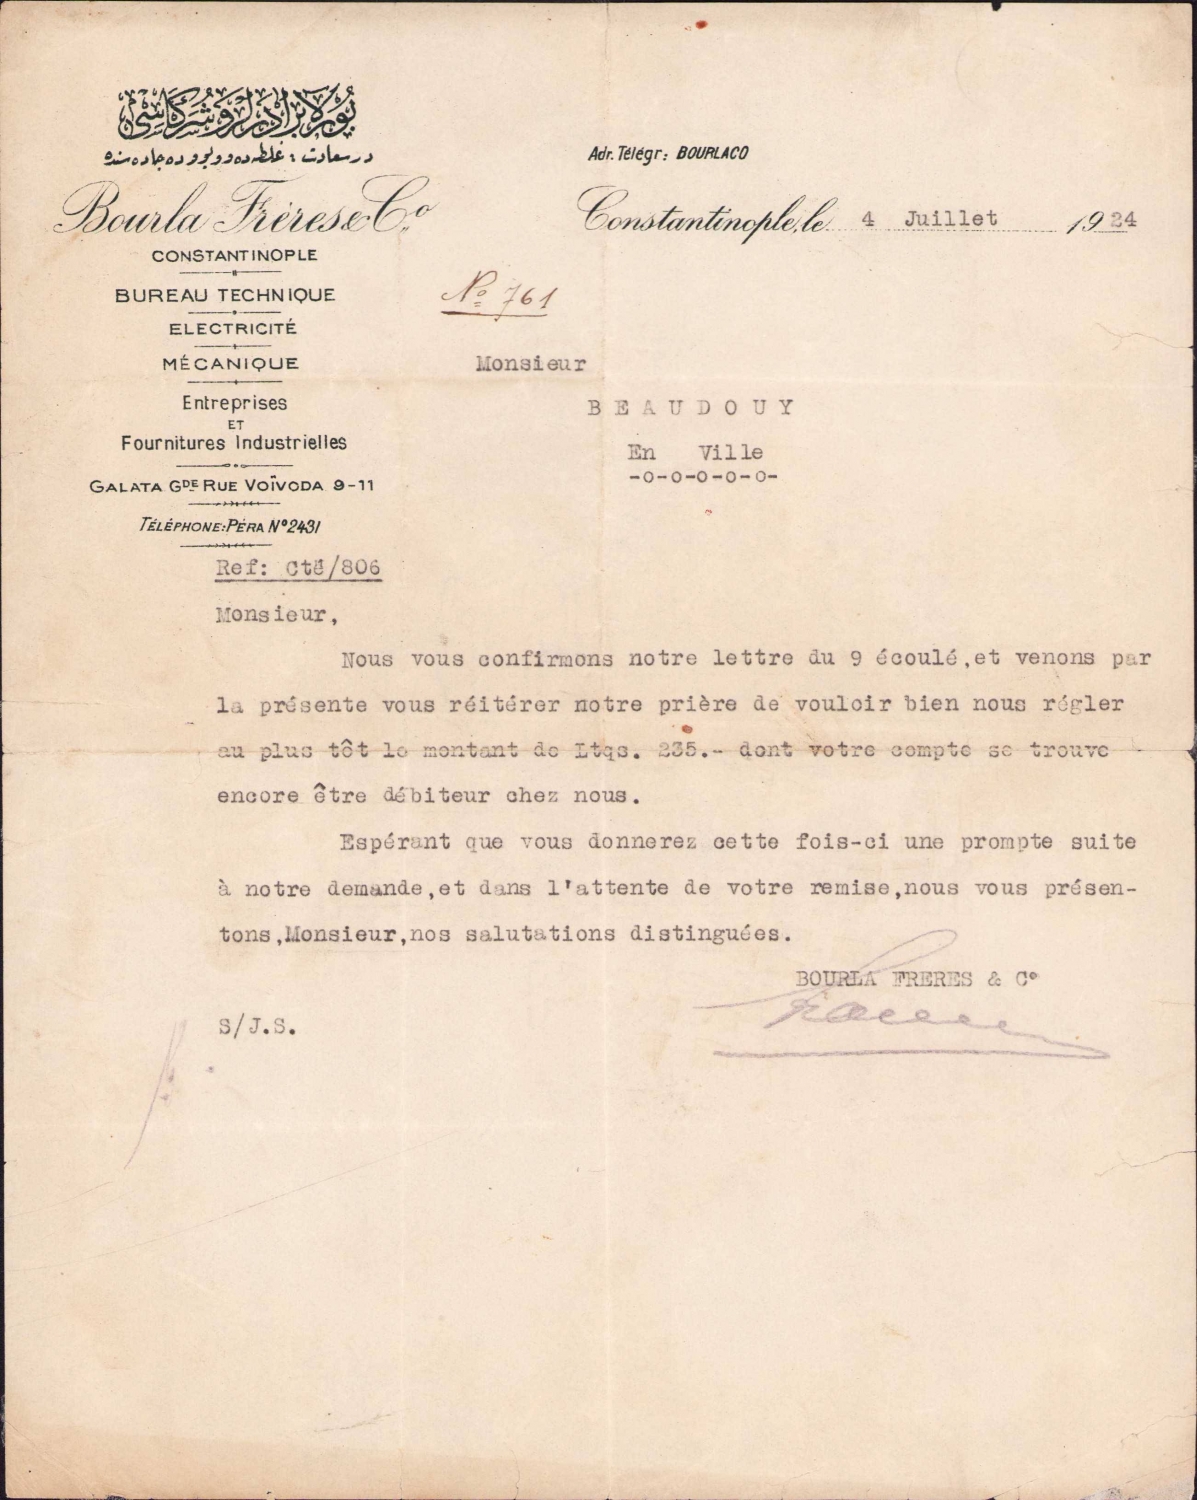 بورلا برادرلر و شركاسی
درسعادت : غلطه ده وویوده جاده سنده
Bourla Frères & Cº
CONSTANTINOPLE
BUREAU TECHNIQUE
ELECTRICITÉ
MÉCANIQUE
Entreprises
ET
Fournitures Industrielles
GALATA GDE RUE VOÏVODA 9-11
TÉLÉPHONE: PÉRA Nº 2431
Adr. Télégr: BOURLACO
Constantinople, le 4 Juillet 1924
Nº 761
Monsieur
BEAUDOUY
En Ville
-o-o-o-o-o-
Ref: Cté/806
Monsieur,
Nous vous confirmons notre lettre du 9 écoulé,et venons par
la présente vous réitérer notre prière de vouloir bien nous régler
au plus tôt le montant de Ltqs. 235.- dont votre compte se trouve
encore être débiteur chez nous.
Espérant que vous donnerez cette fois-ci une prompte suite
à notre demande,et dans l'attente de votre remise,nous vous présen-
tons,Monsieur,nos salutations distinguées.
BOURLA FRERES & Cº
S/J.S.